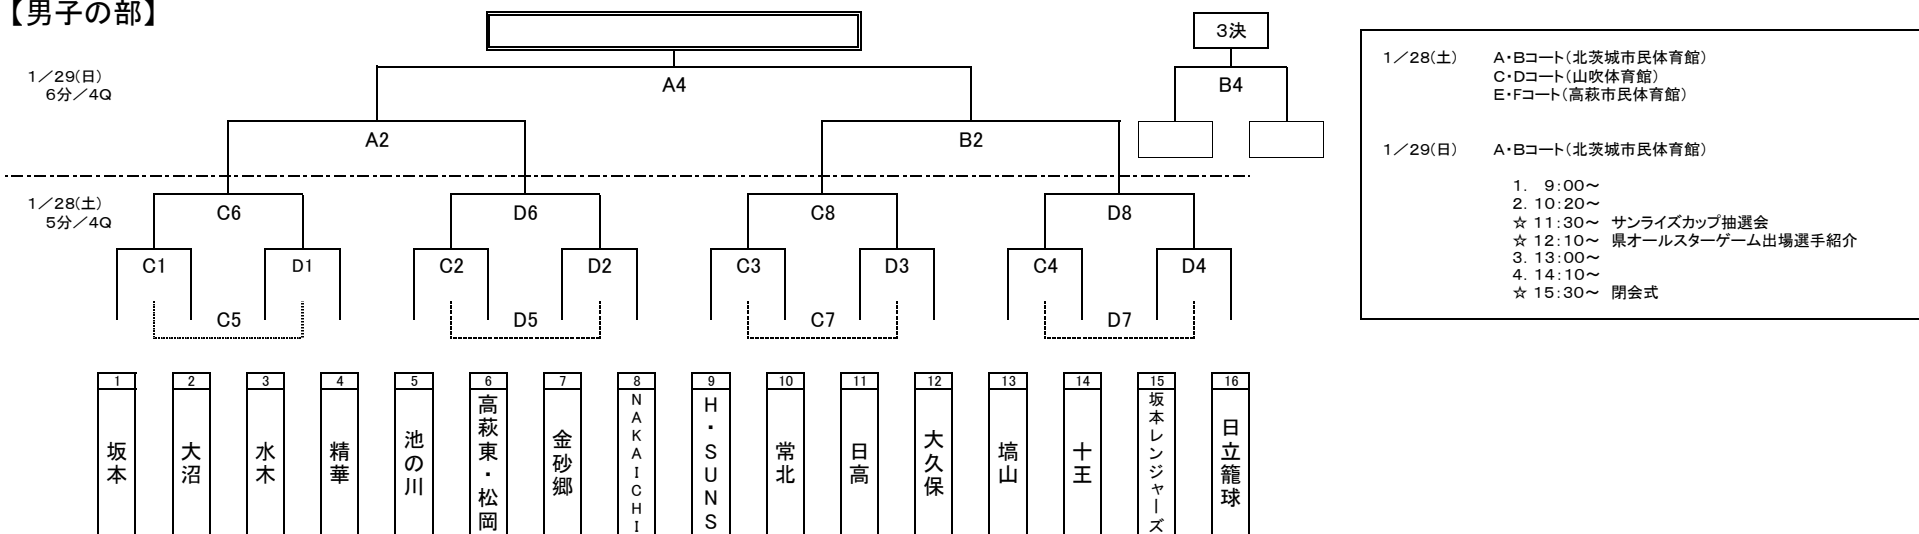 【男子の部】
3決
1／29(日)
6分／4Q
A4
B4
A2
B2
1／28(土)
5分／4Q
C6
D6
C8
D8
C1
D1
C2
D2
C3
D3
C4
D4
C5
D5
C7
D7
1
2
3
4
5
6
7
8
9
10
11
12
13
14
15
16
坂本
大沼
水木
精華
池の川
高萩東・松岡
金砂郷
NAKAICHI
H・SUNS
常北
日高
大久保
塙山
十王
坂本レンジャーズ
日立籠球
1／28(土) A・Bコート(北茨城市民体育館)
C・Dコート(山吹体育館)
E・Fコート(高萩市民体育館)
1／29(日) A・Bコート(北茨城市民体育館)
1. 9:00～
2. 10:20～
☆ 11:30～ サンライズカップ抽選会
☆ 12:10～ 県オールスターゲーム出場選手紹介
3. 13:00～
4. 14:10～
☆ 15:30～ 閉会式